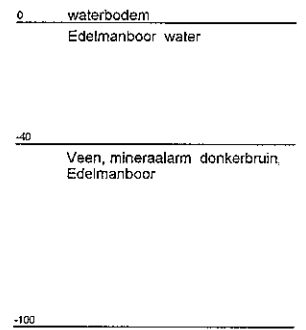 0 waterbodem
Edelmanboor water
-40
Veen, mineraalarm donkerbruin,
Edelmanboor
-100